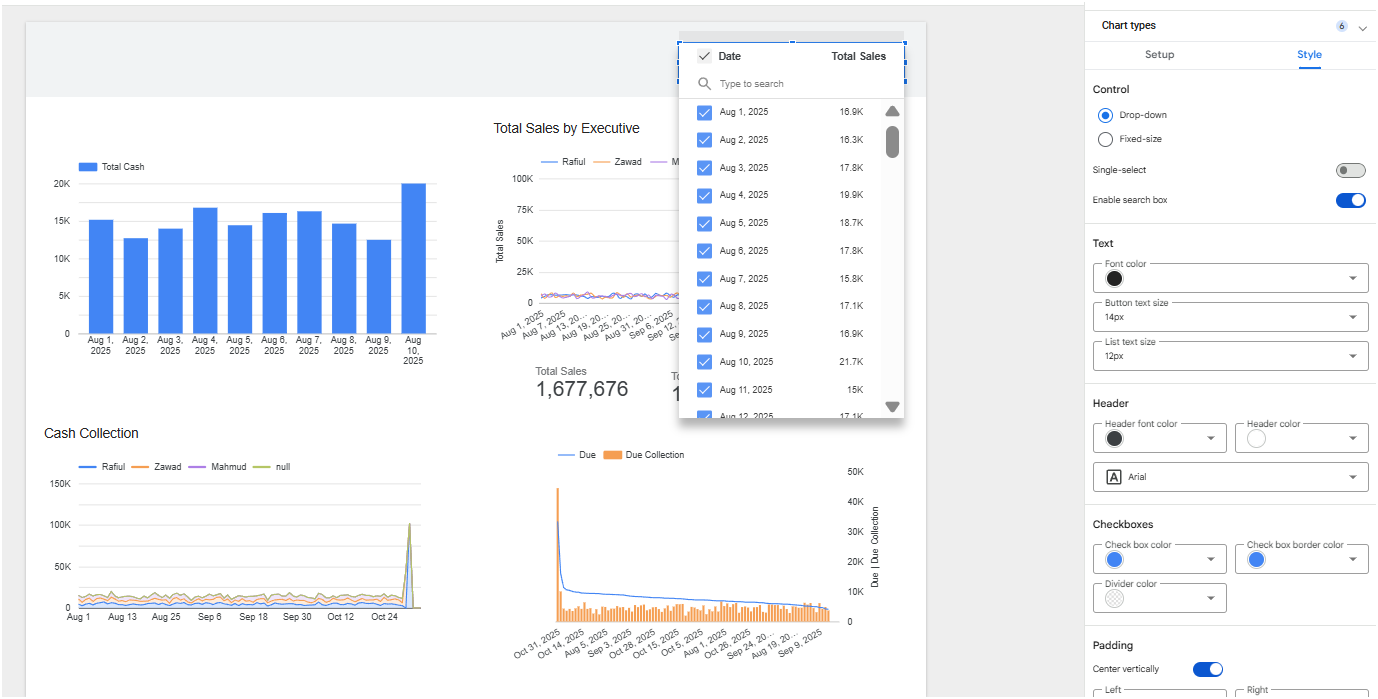 Chart types
6
Setup
Style
Control
Drop-down
Fixed-size
Single-select
Enable search box
Text
Font color
Button text size
14px
List text size
12px
Header
Header font color
Header color
Arial
Checkboxes
Check box color
Check box border color
Divider color
Padding
Center vertically
Left
Right
Date
Total Sales
Type to search
Aug 1, 2025 16.9K
Aug 2, 2025 16.3K
Aug 3, 2025 17.8K
Aug 4, 2025 19.9K
Aug 5, 2025 18.7K
Aug 6, 2025 17.8K
Aug 7, 2025 15.8K
Aug 8, 2025 17.1K
Aug 9, 2025 16.9K
Aug 10, 2025 21.7K
Aug 11, 2025 15K
Aug 12, 2025 17.1K
Total Cash
20K
15K
10K
5K
0
Aug 1, 2025
Aug 2, 2025
Aug 3, 2025
Aug 4, 2025
Aug 5, 2025
Aug 6, 2025
Aug 7, 2025
Aug 8, 2025
Aug 9, 2025
Aug 10, 2025
Total Sales by Executive
Rafiul Zawad M
Total Sales
100K
75K
50K
25K
0
Aug 1, 2025
Aug 7, 2025
Aug 13, 20...
Aug 19, 20...
Aug 25, 20...
Aug 31, 20...
Sep 6, 2025
Sep 12,
Total Sales
1,677,676
Cash Collection
Rafiul Zawad Mahmud null
150K
100K
50K
0
Aug 1 Aug 13 Aug 25 Sep 6 Sep 18 Sep 30 Oct 12 Oct 24
Due Due Collection
50K
40K
30K
20K
10K
0
Due | Due Collection
Oct 31, 2025
Oct 14, 2025
Aug 5, 2025
Sep 3, 2025
Oct 28, 2025
Oct 15, 2025
Oct 5, 2025
Aug 1, 2025
Oct 26, 2025
Sep 24, 20...
Aug 19, 20...
Sep 9, 2025